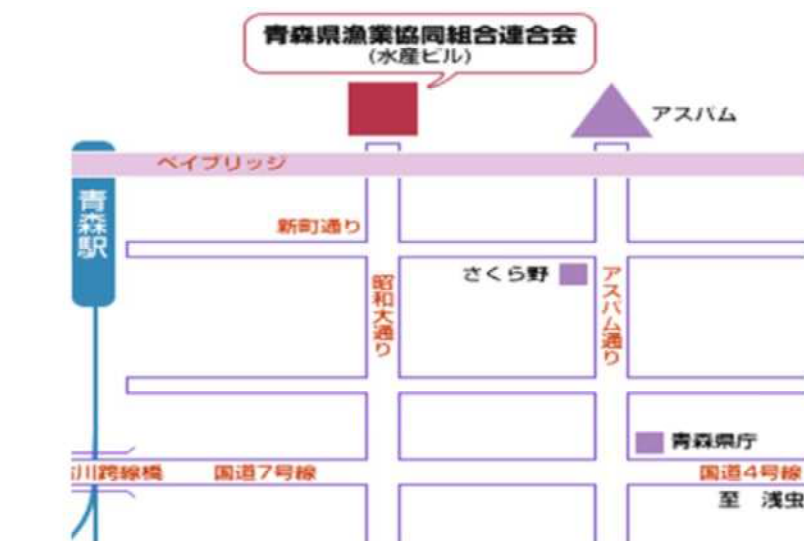 青森県漁業協同組合連合会
(水産ビル)
アスパム
ベイブリッジ
青森駅
新町通り
さくら野
昭和大通り
アスパム通り
青森県庁
川跨線橋
国道7号線
国道4号線
至 浅虫